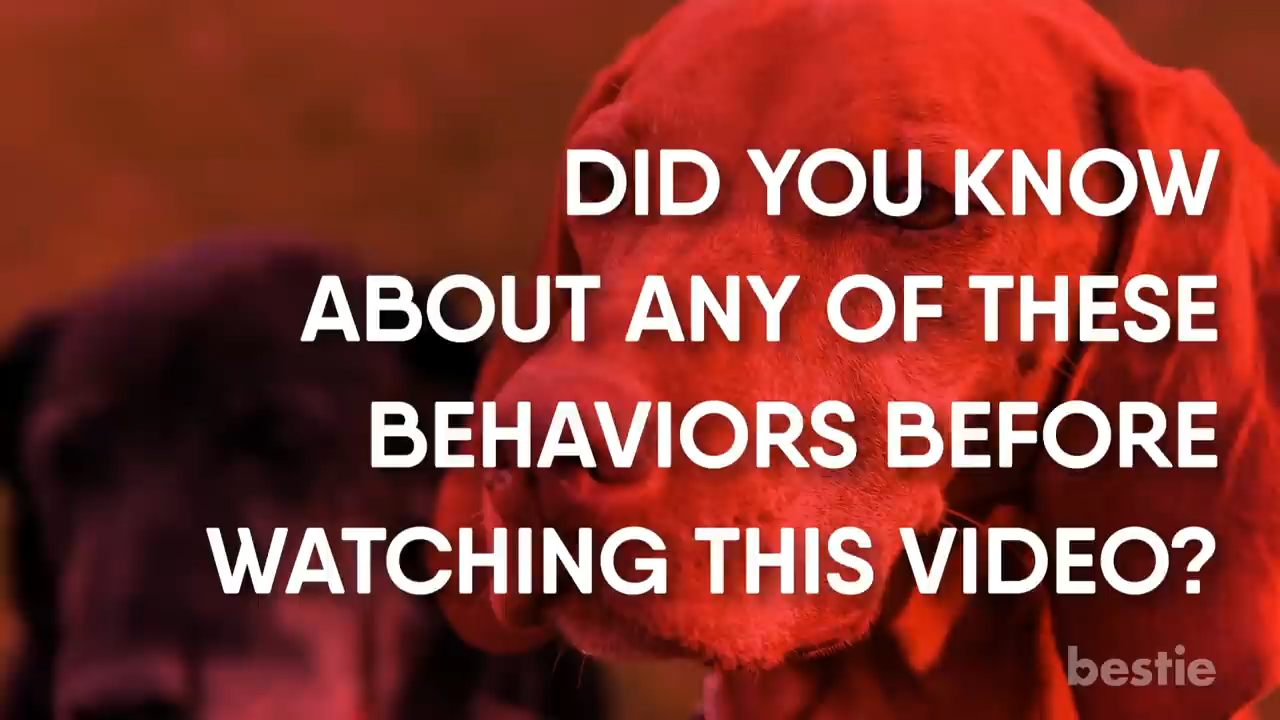 DID YOU KNOW
ABOUT ANY OF THESE
BEHAVIORS BEFORE
WATCHING THIS VIDEO?
bestie